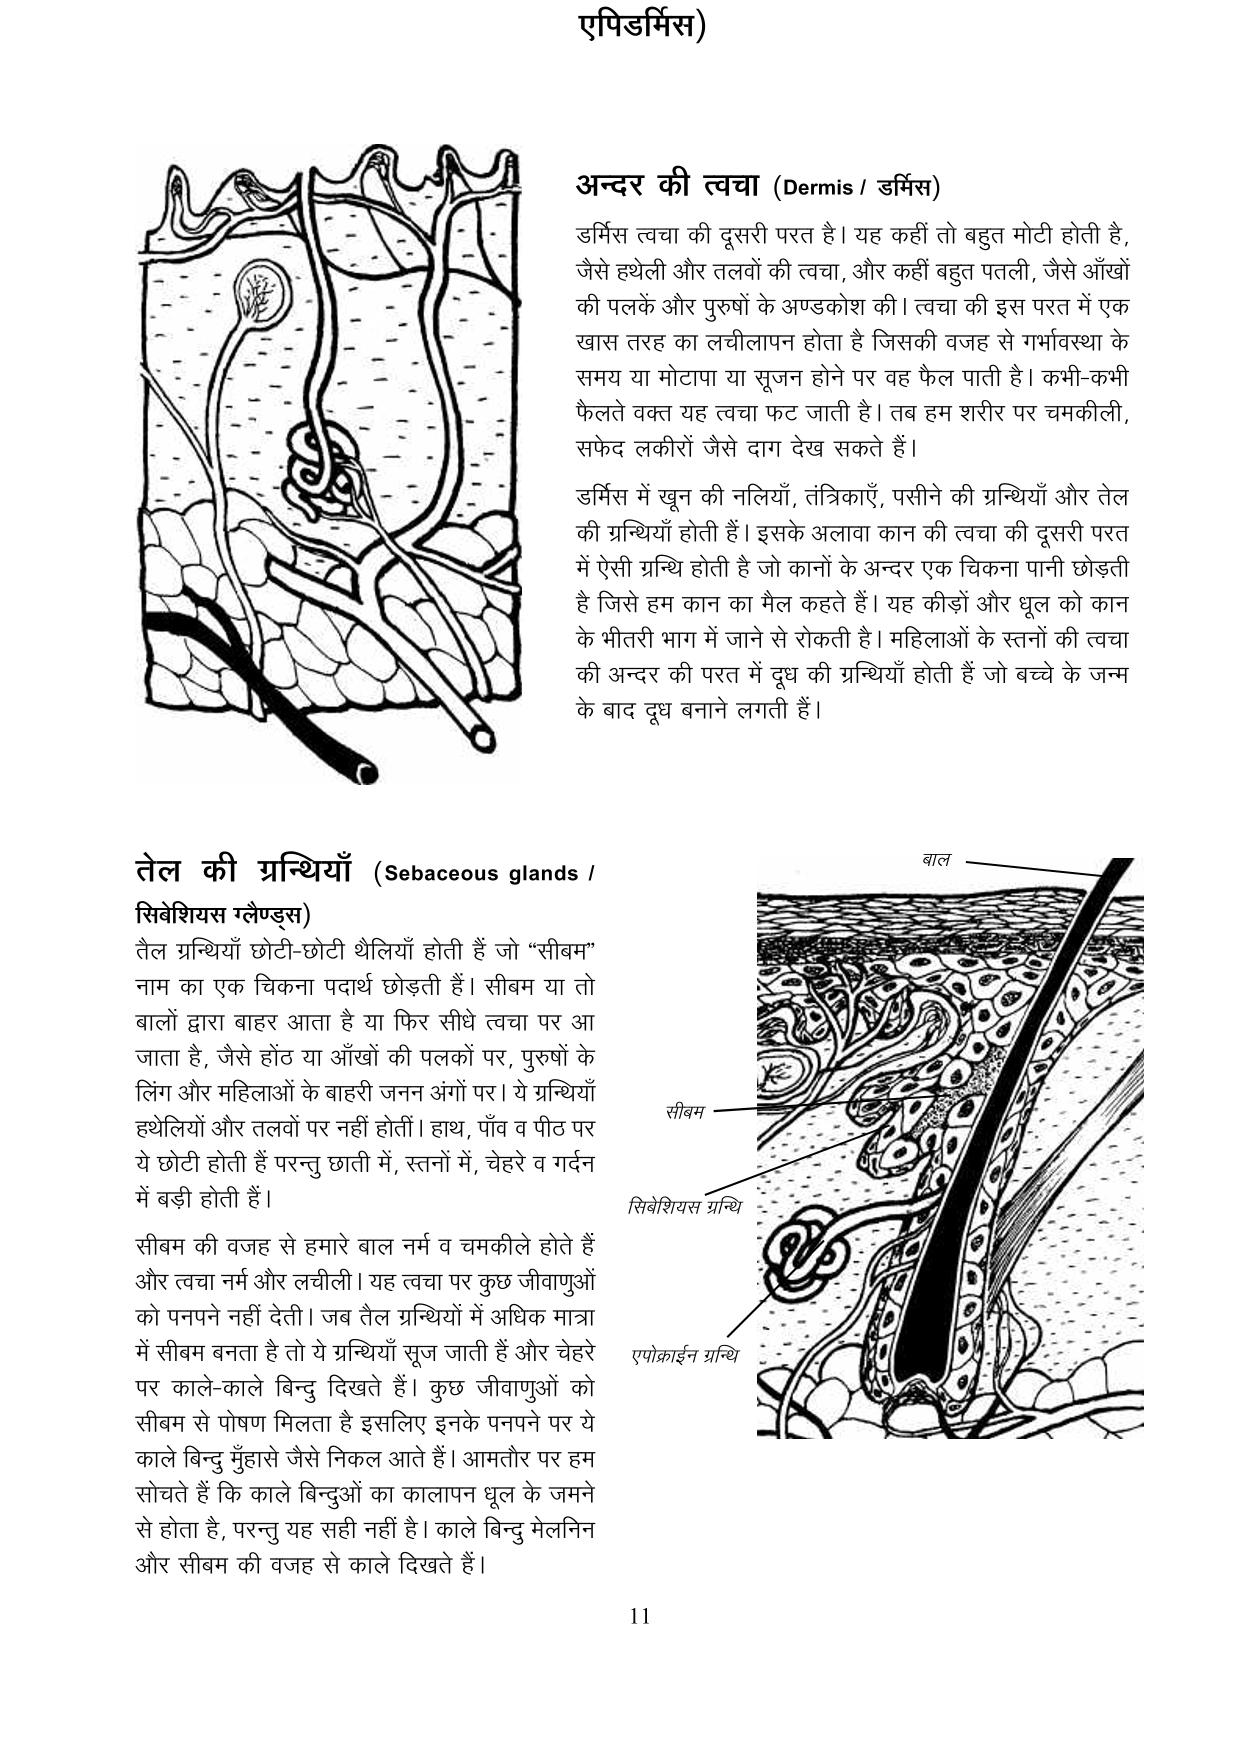 एपिडर्मिस)
अन्दर की त्वचा (Dermis / डर्मिस)
डर्मिस त्वचा की दूसरी परत है। यह कहीं तो बहुत मोटी होती है,
जैसे हथेली और तलवों की त्वचा, और कहीं बहुत पतली, जैसे आँखों
की पलकें और पुरुषों के अण्डकोश की। त्वचा की इस परत में एक
खास तरह का लचीलापन होता है जिसकी वजह से गर्भावस्था के
समय या मोटापा या सूजन होने पर वह फैल पाती है। कभी-कभी
फैलते वक्त यह त्वचा फट जाती है। तब हम शरीर पर चमकीली,
सफेद लकीरों जैसे दाग देख सकते हैं।
डर्मिस में खून की नलियाँ, तंत्रिकाएँ, पसीने की ग्रन्थियाँ और तेल
की ग्रन्थियाँ होती हैं। इसके अलावा कान की त्वचा की दूसरी परत
में ऐसी ग्रन्थि होती है जो कानों के अन्दर एक चिकना पानी छोड़ती
है जिसे हम कान का मैल कहते हैं। यह कीड़ों और धूल को कान
के भीतरी भाग में जाने से रोकती है। महिलाओं के स्तनों की त्वचा
की अन्दर की परत में दूध की ग्रन्थियाँ होती हैं जो बच्चे के जन्म
के बाद दूध बनाने लगती हैं।
तेल की ग्रन्थियाँ (Sebaceous glands /
सिबेशियस ग्लैण्ड्स)
तैल ग्रन्थियाँ छोटी-छोटी थैलियाँ होती हैं जो “सीबम”
नाम का एक चिकना पदार्थ छोड़ती हैं। सीबम या तो
बालों द्वारा बाहर आता है या फिर सीधे त्वचा पर आ
जाता है, जैसे होंठ या आँखों की पलकों पर, पुरुषों के
लिंग और महिलाओं के बाहरी जनन अंगों पर। ये ग्रन्थियाँ
हथेलियों और तलवों पर नहीं होतीं। हाथ, पाँव व पीठ पर
ये छोटी होती हैं परन्तु छाती में, स्तनों में, चेहरे व गर्दन
में बड़ी होती हैं।
सीबम की वजह से हमारे बाल नर्म व चमकीले होते हैं
और त्वचा नर्म और लचीली। यह त्वचा पर कुछ जीवाणुओं
को पनपने नहीं देती। जब तैल ग्रन्थियों में अधिक मात्रा
में सीबम बनता है तो ये ग्रन्थियाँ सूज जाती हैं और चेहरे
पर काले-काले बिन्दु दिखते हैं। कुछ जीवाणुओं को
सीबम से पोषण मिलता है इसलिए इनके पनपने पर ये
काले बिन्दु मुँहासे जैसे निकल आते हैं। आमतौर पर हम
सोचते हैं कि काले बिन्दुओं का कालापन धूल के जमने
से होता है, परन्तु यह सही नहीं है। काले बिन्दु मेलनिन
और सीबम की वजह से काले दिखते हैं।
बाल
सीबम
सिबेशियस ग्रन्थि
एपोक्राईन ग्रन्थि
11